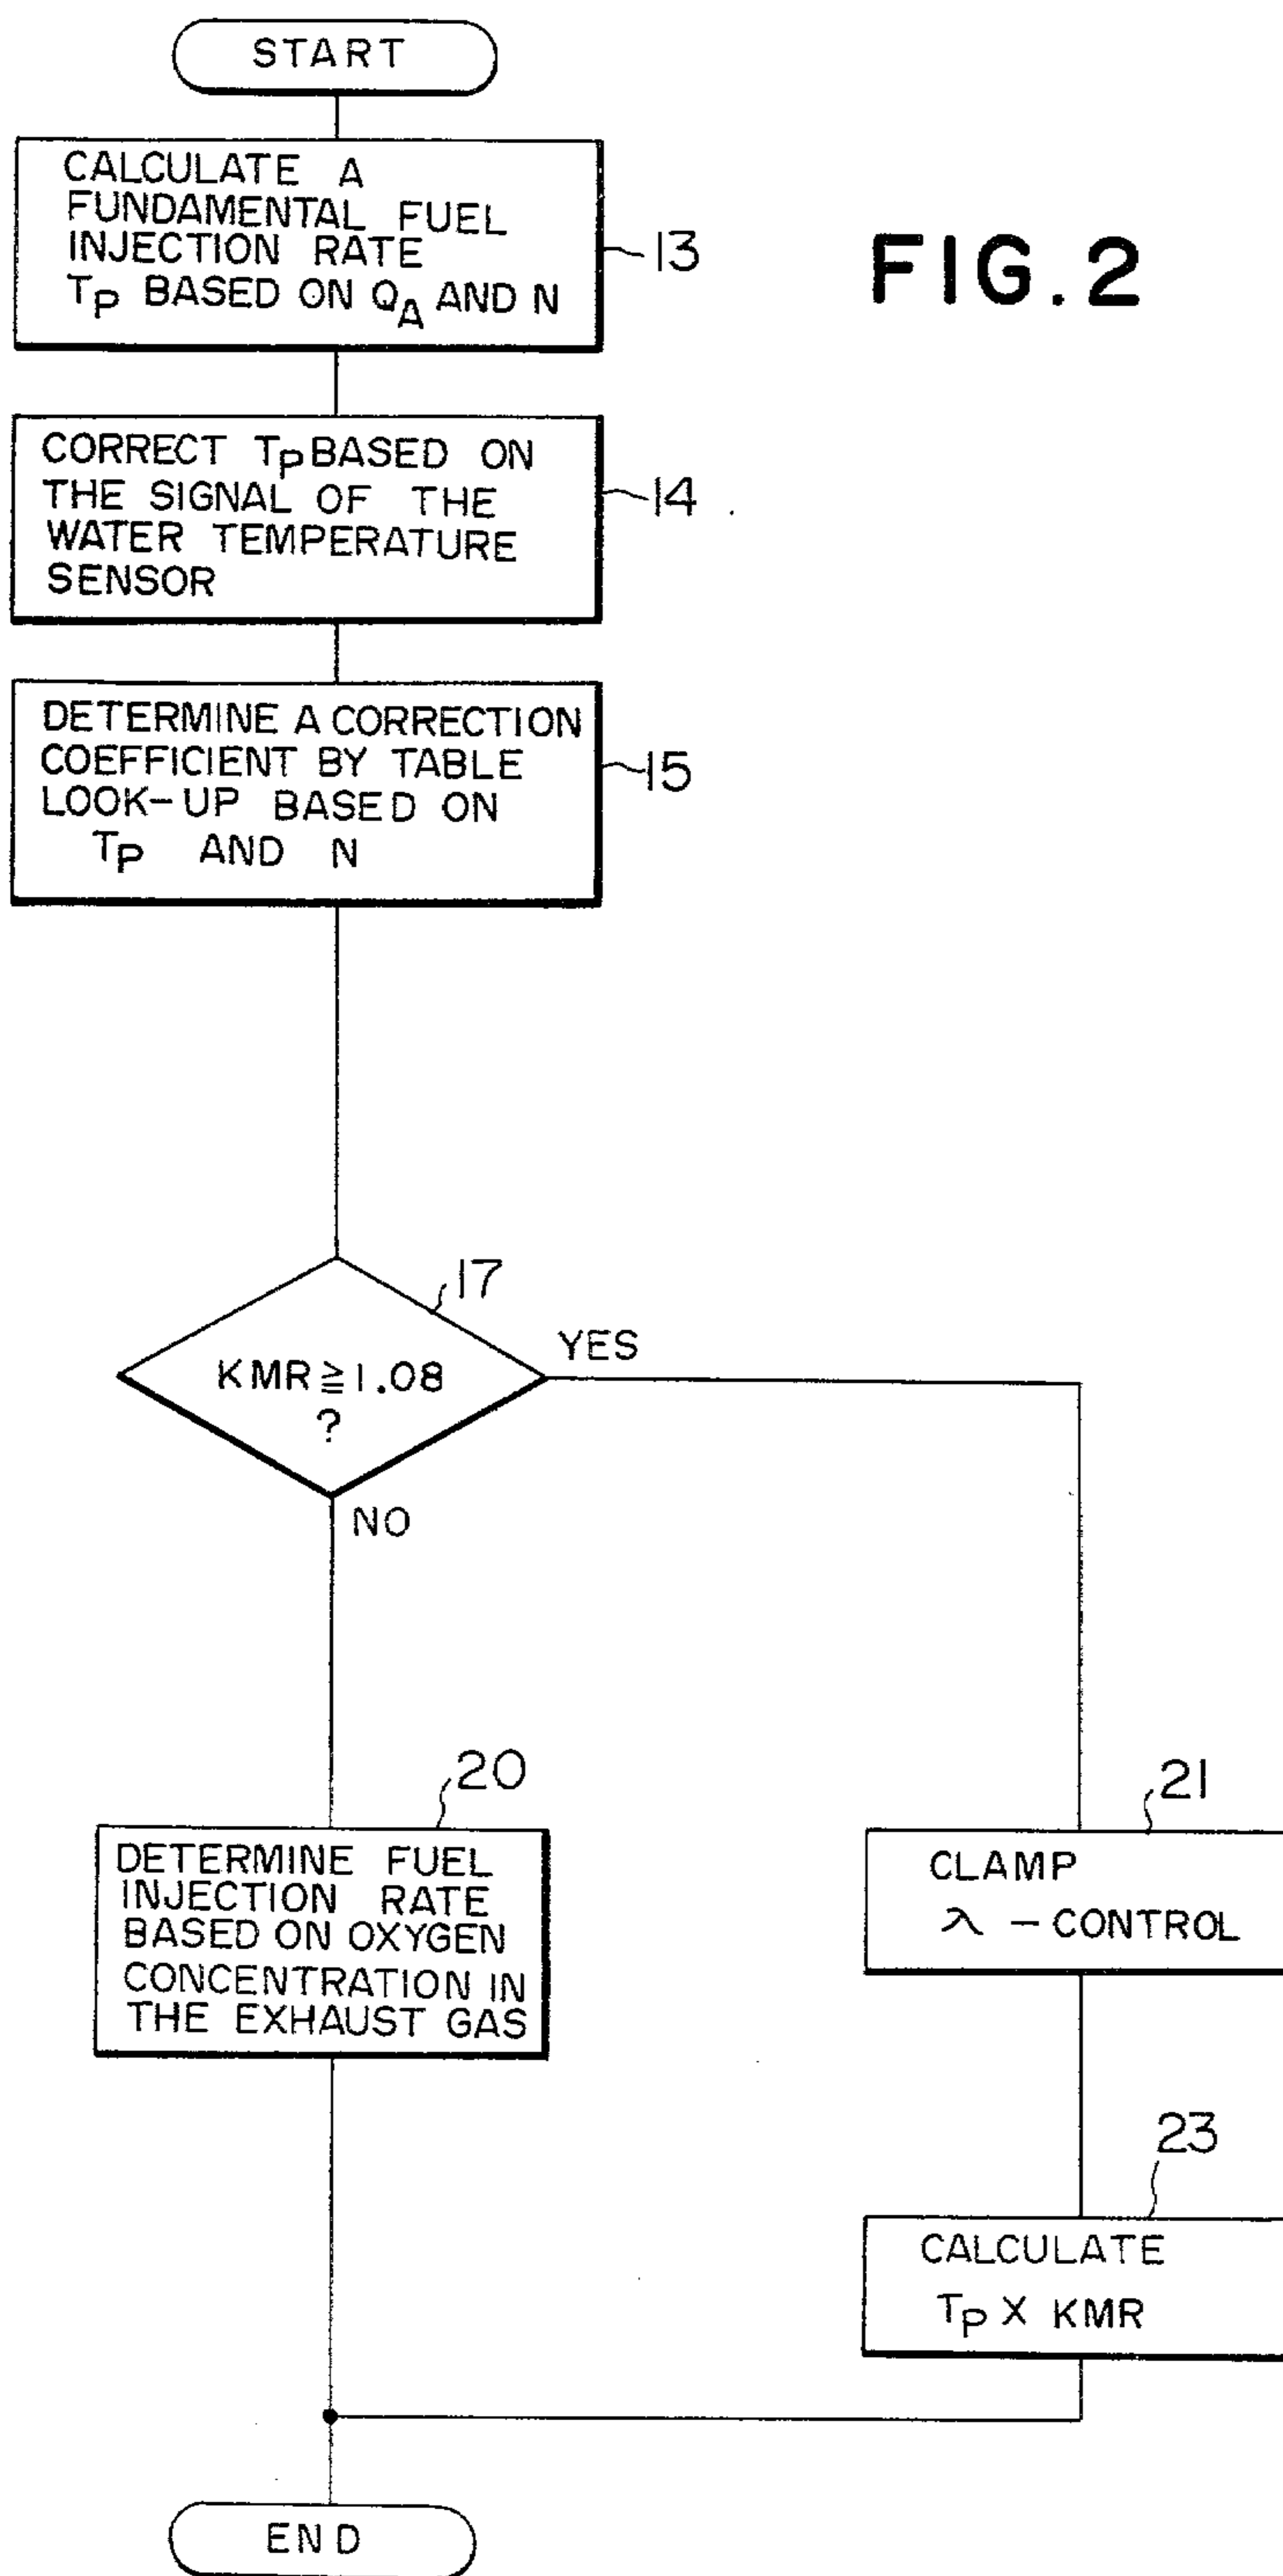 START
CALCULATE A
FUNDAMENTAL FUEL
INJECTION RATE
TP BASED ON QA AND N
13
FIG. 2
CORRECT TP BASED ON
THE SIGNAL OF THE
WATER TEMPERATURE
SENSOR
14
DETERMINE A CORRECTION
COEFFICIENT BY TABLE
LOOK-UP BASED ON
TP AND N
15
17
KMR ≧ 1.08
?
YES
NO
20
DETERMINE FUEL
INJECTION RATE
BASED ON OXYGEN
CONCENTRATION IN
THE EXHAUST GAS
21
CLAMP
λ - CONTROL
23
CALCULATE
TP X KMR
END